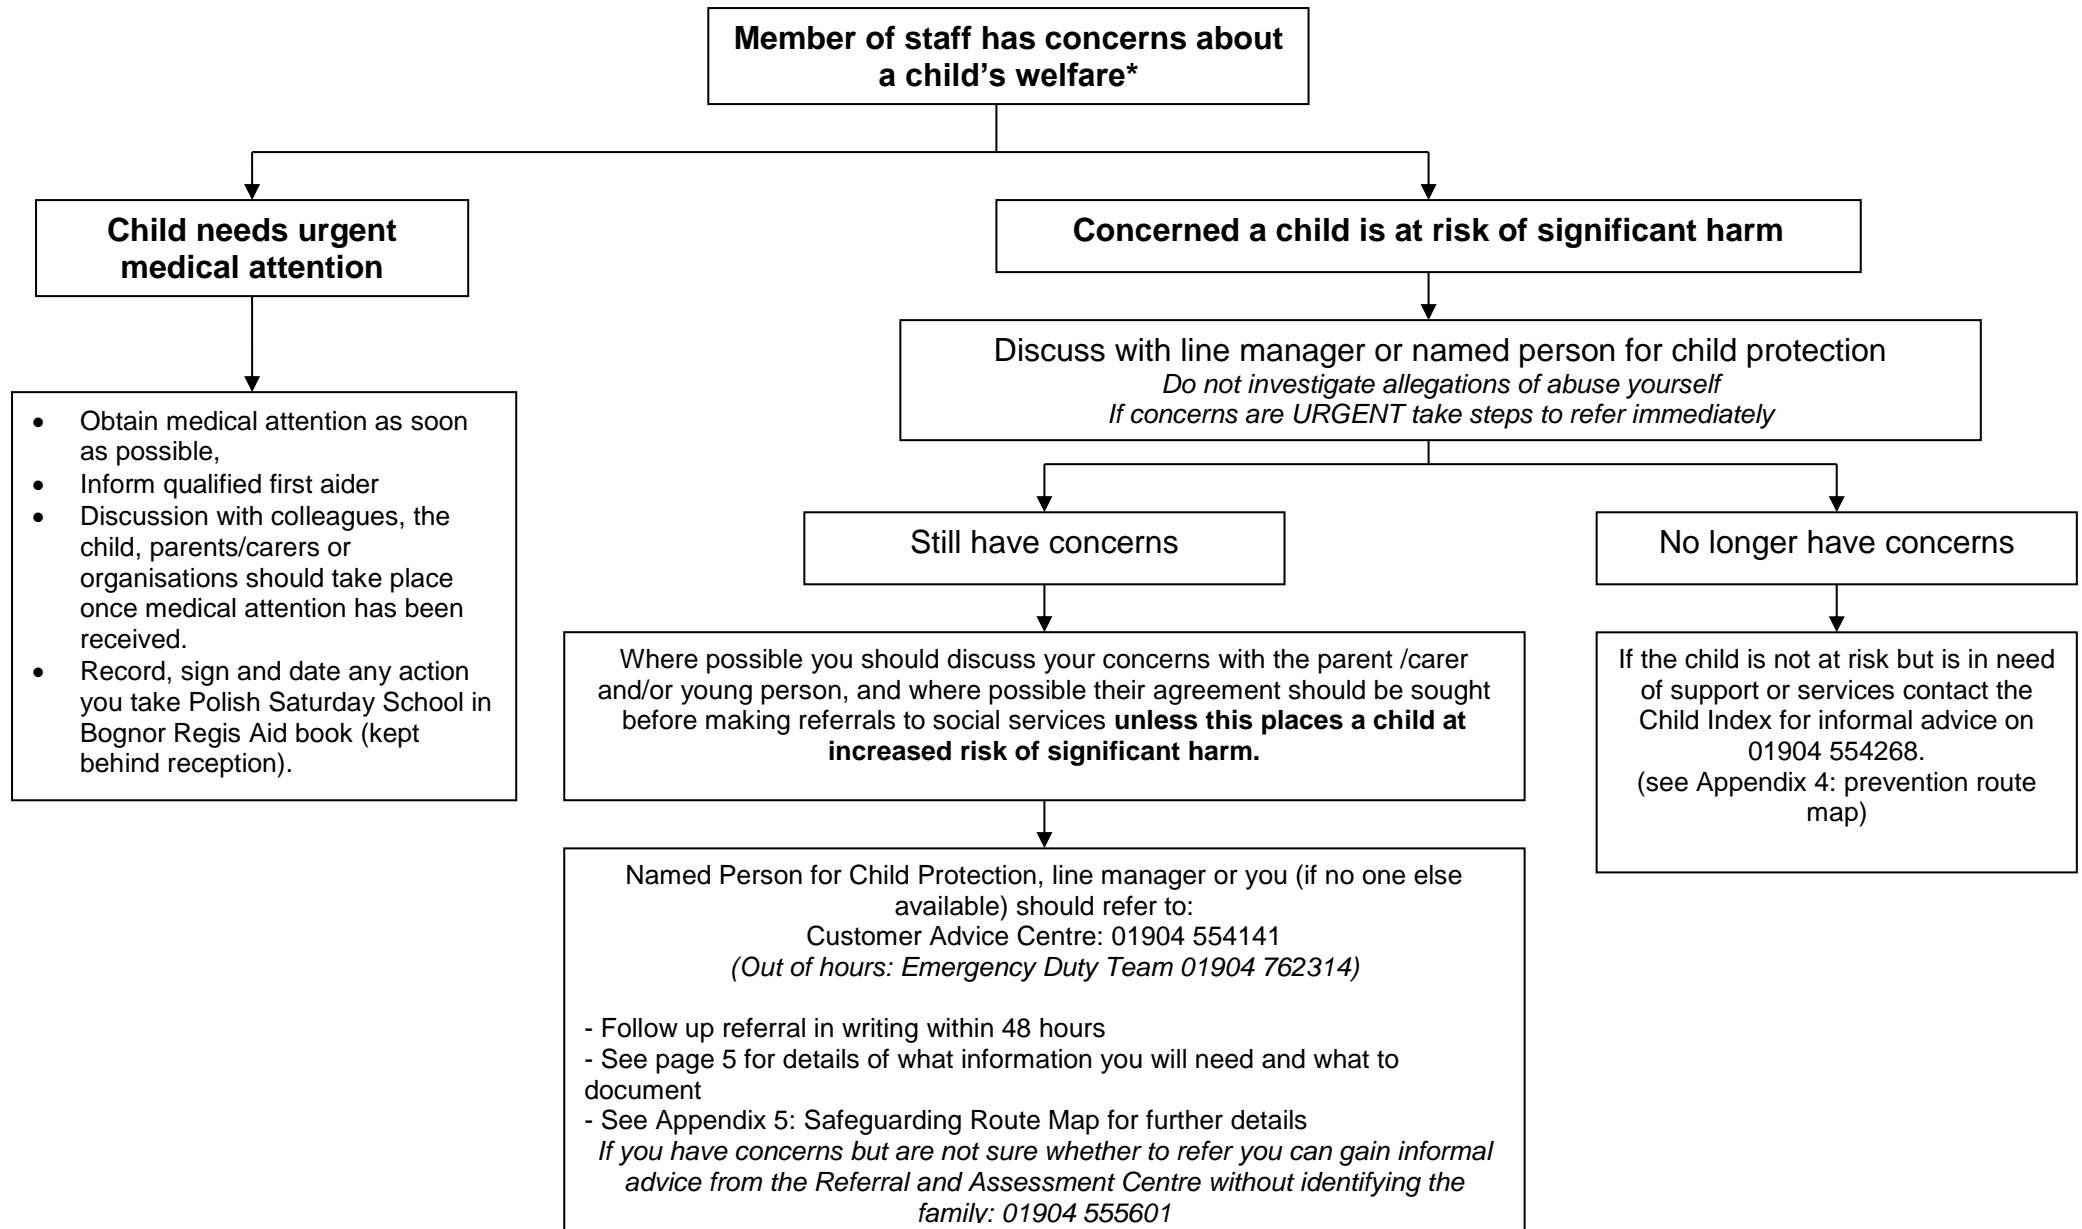 Member of staff has concerns about
a child’s welfare*
Child needs urgent
medical attention
Concerned a child is at risk of significant harm
Discuss with line manager or named person for child protection
Do not investigate allegations of abuse yourself
If concerns are URGENT take steps to refer immediately
• Obtain medical attention as soon
as possible,
• Inform qualified first aider
• Discussion with colleagues, the
child, parents/carers or
organisations should take place
once medical attention has been
received.
• Record, sign and date any action
you take Polish Saturday School in
Bognor Regis Aid book (kept
behind reception).
Still have concerns
No longer have concerns
Where possible you should discuss your concerns with the parent /carer
and/or young person, and where possible their agreement should be sought
before making referrals to social services unless this places a child at
increased risk of significant harm.
If the child is not at risk but is in need
of support or services contact the
Child Index for informal advice on
01904 554268.
(see Appendix 4: prevention route
map)
Named Person for Child Protection, line manager or you (if no one else
available) should refer to:
Customer Advice Centre: 01904 554141
(Out of hours: Emergency Duty Team 01904 762314)
- Follow up referral in writing within 48 hours
- See page 5 for details of what information you will need and what to
document
- See Appendix 5: Safeguarding Route Map for further details
If you have concerns but are not sure whether to refer you can gain informal
advice from the Referral and Assessment Centre without identifying the
family: 01904 555601